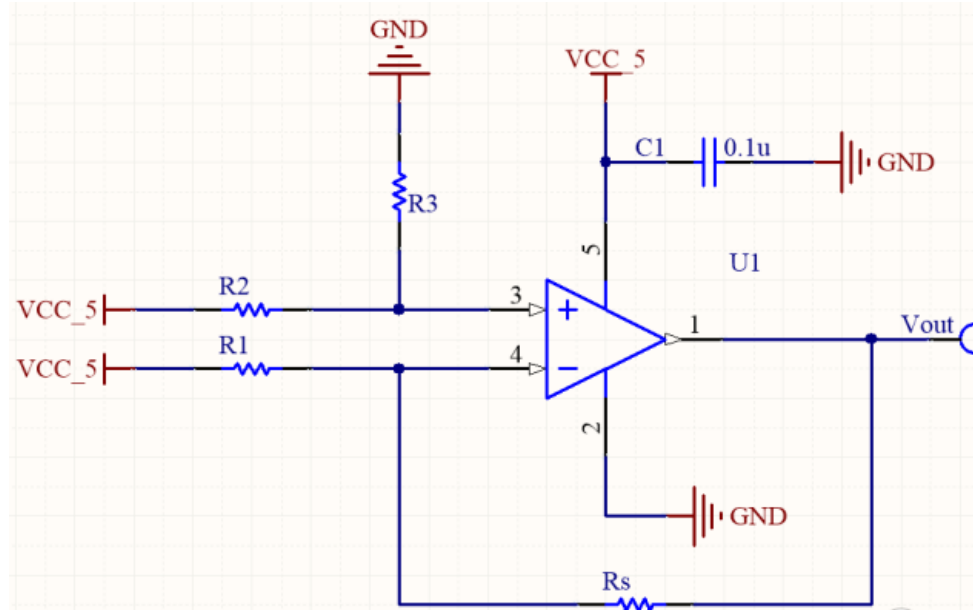 GND
VCC_5
C1
0.1u
GND
R3
5
U1
R2
VCC_5
3
+
R1
1
Vout
VCC_5
4
−
2
GND
Rs